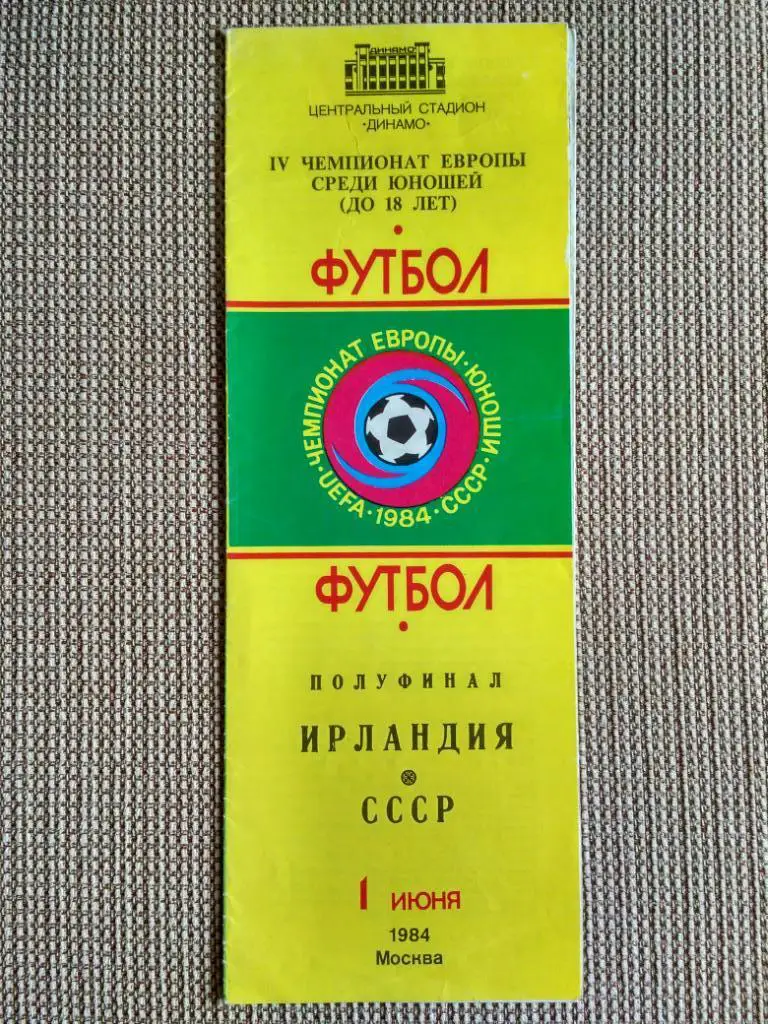 ДИНАМО
ЦЕНТРАЛЬНЫЙ СТАДИОН
·ДИНАМО·
IV ЧЕМПИОНАТ ЕВРОПЫ
СРЕДИ ЮНОШЕЙ
(ДО 18 ЛЕТ)
ФУТБОЛ
·ЧЕМПИОНАТ ЕВРОПЫ·ЮНОШИ
UEFA·1984·СССР·
ФУТБОЛ
ПОЛУФИНАЛ
ИРЛАНДИЯ
СССР
1 ИЮНЯ
1984
Москва